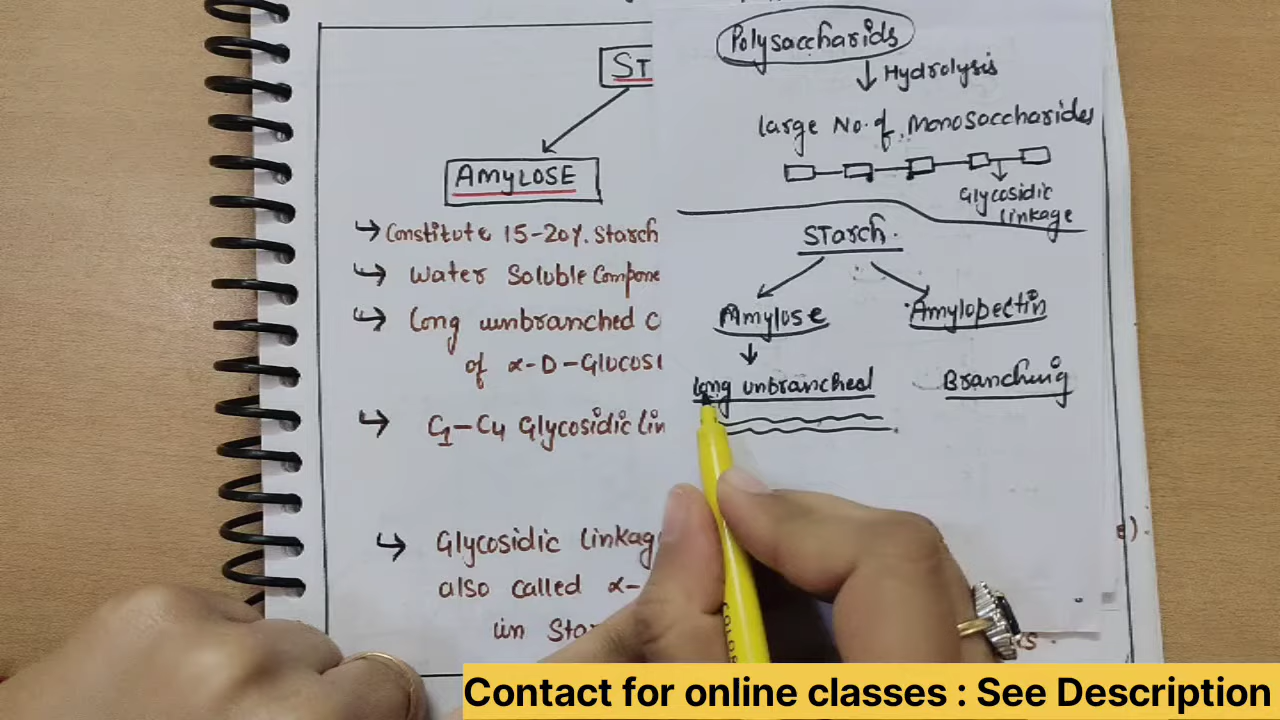 ST
AMYLOSE
↳ Constitute 15-20%. Starch
↳ Water Soluble Compone
↳ Long unbranched C
of α-D-Glucos
↳ C1-C4 Glycosidic Lin
↳ Glycosidic linkag
also called α-
in Sta
Polysaccharids
↓ Hydrolysis
large No. of Monosaccharides
Glycosidic
linkage
Starch.
Amylose
Amylopectin
long unbranched
Branching
Contact for online classes : See Description